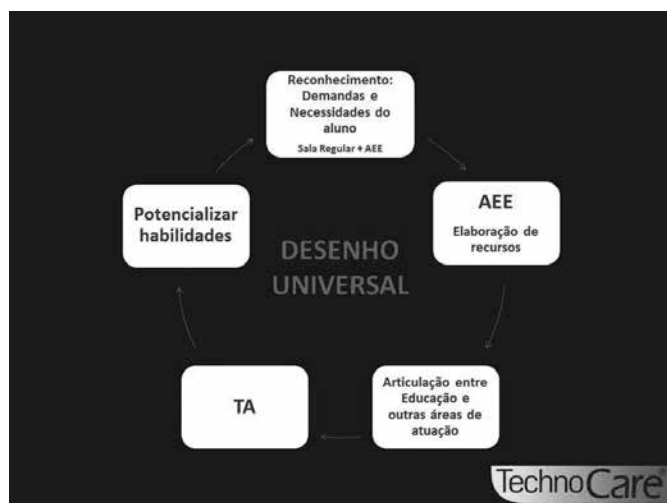 Reconhecimento:
Demandas e
Necessidades do
aluno
Sala Regular + AEE
AEE
Elaboração de
recursos
Articulação entre
Educação e
outras áreas de
atuação
TA
Potencializar
habilidades
DESENHO
UNIVERSAL
TechnoCare®